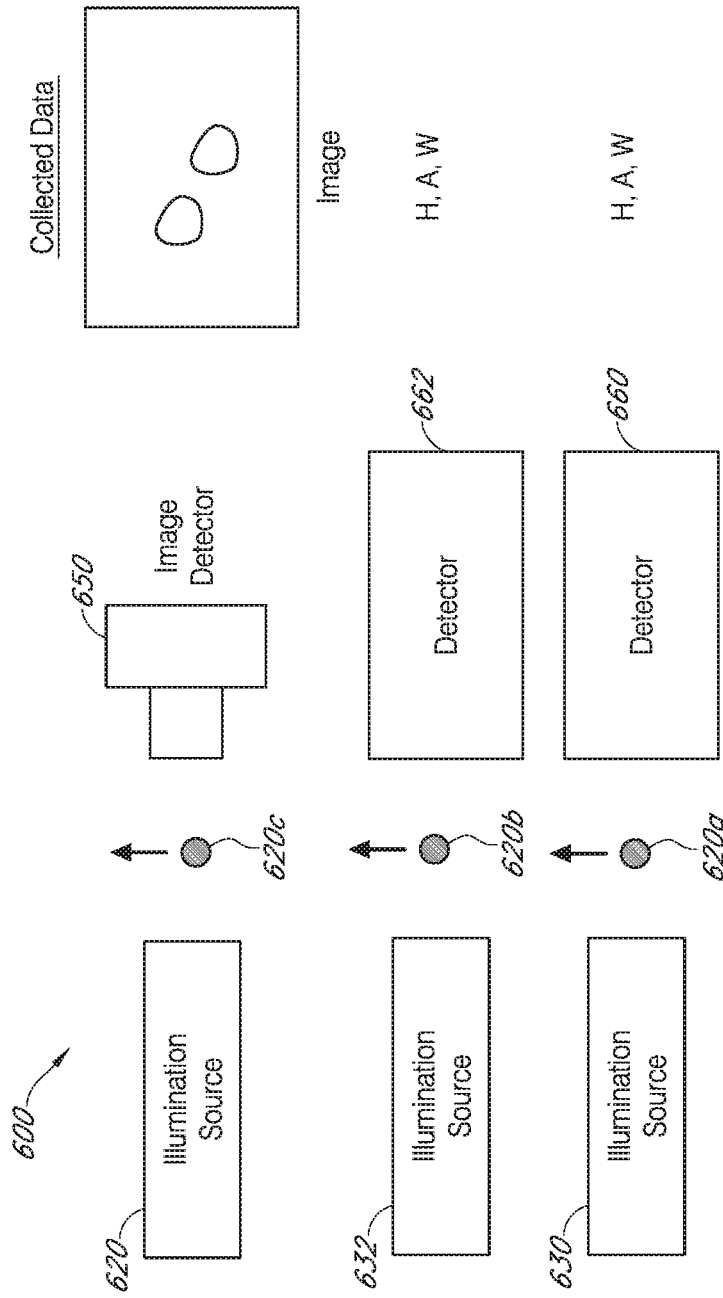 600
Collected Data
620
Illumination
Source
620c
650
Image
Detector
Image
632
Illumination
Source
620b
Detector
662
H, A, W
630
Illumination
Source
620a
Detector
660
H, A, W